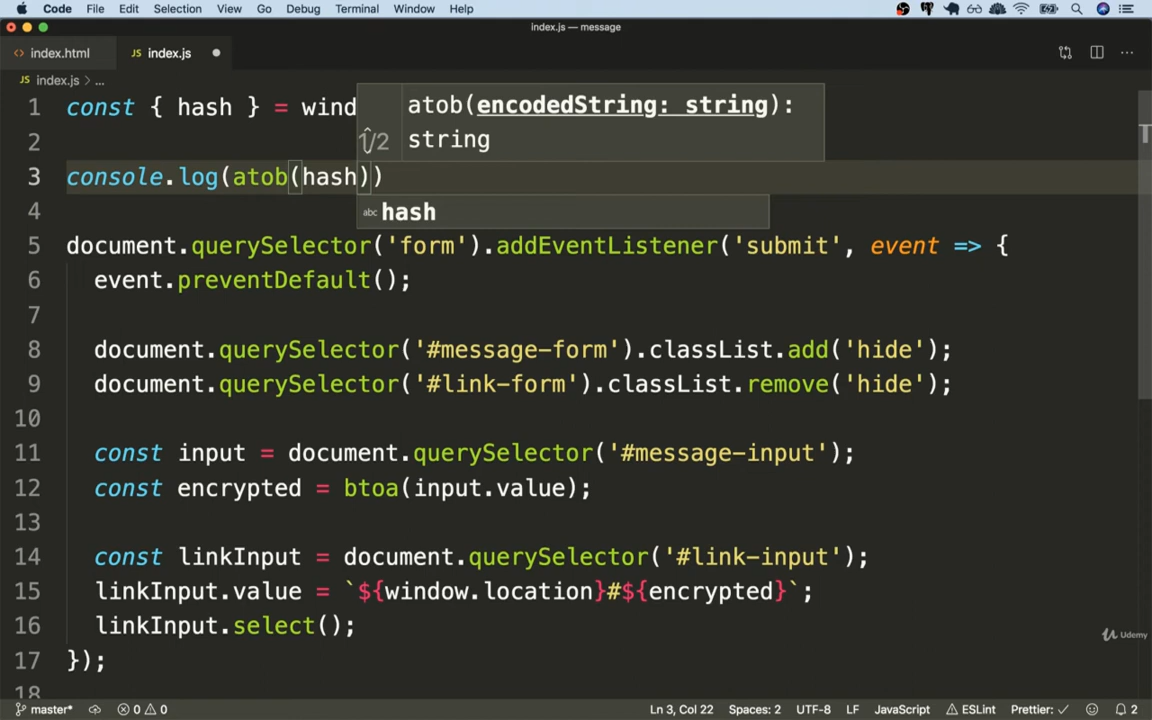 Code File Edit Selection View Go Debug Terminal Window Help
index.js — message
index.html JS index.js
JS index.js > ...
1 const { hash } = wind
atob(encodedString: string):
1/2 string
2
3 console.log(atob(hash))
abc hash
4
5 document.querySelector('form').addEventListener('submit', event => {
6 event.preventDefault();
7
8 document.querySelector('#message-form').classList.add('hide');
9 document.querySelector('#link-form').classList.remove('hide');
10
11 const input = document.querySelector('#message-input');
12 const encrypted = btoa(input.value);
13
14 const linkInput = document.querySelector('#link-input');
15 linkInput.value = `${window.location}#${encrypted}`;
16 linkInput.select();
17 });
18
Udemy
master* 0 0 Ln 3, Col 22 Spaces: 2 UTF-8 LF JavaScript ESLint Prettier: ✓ 2